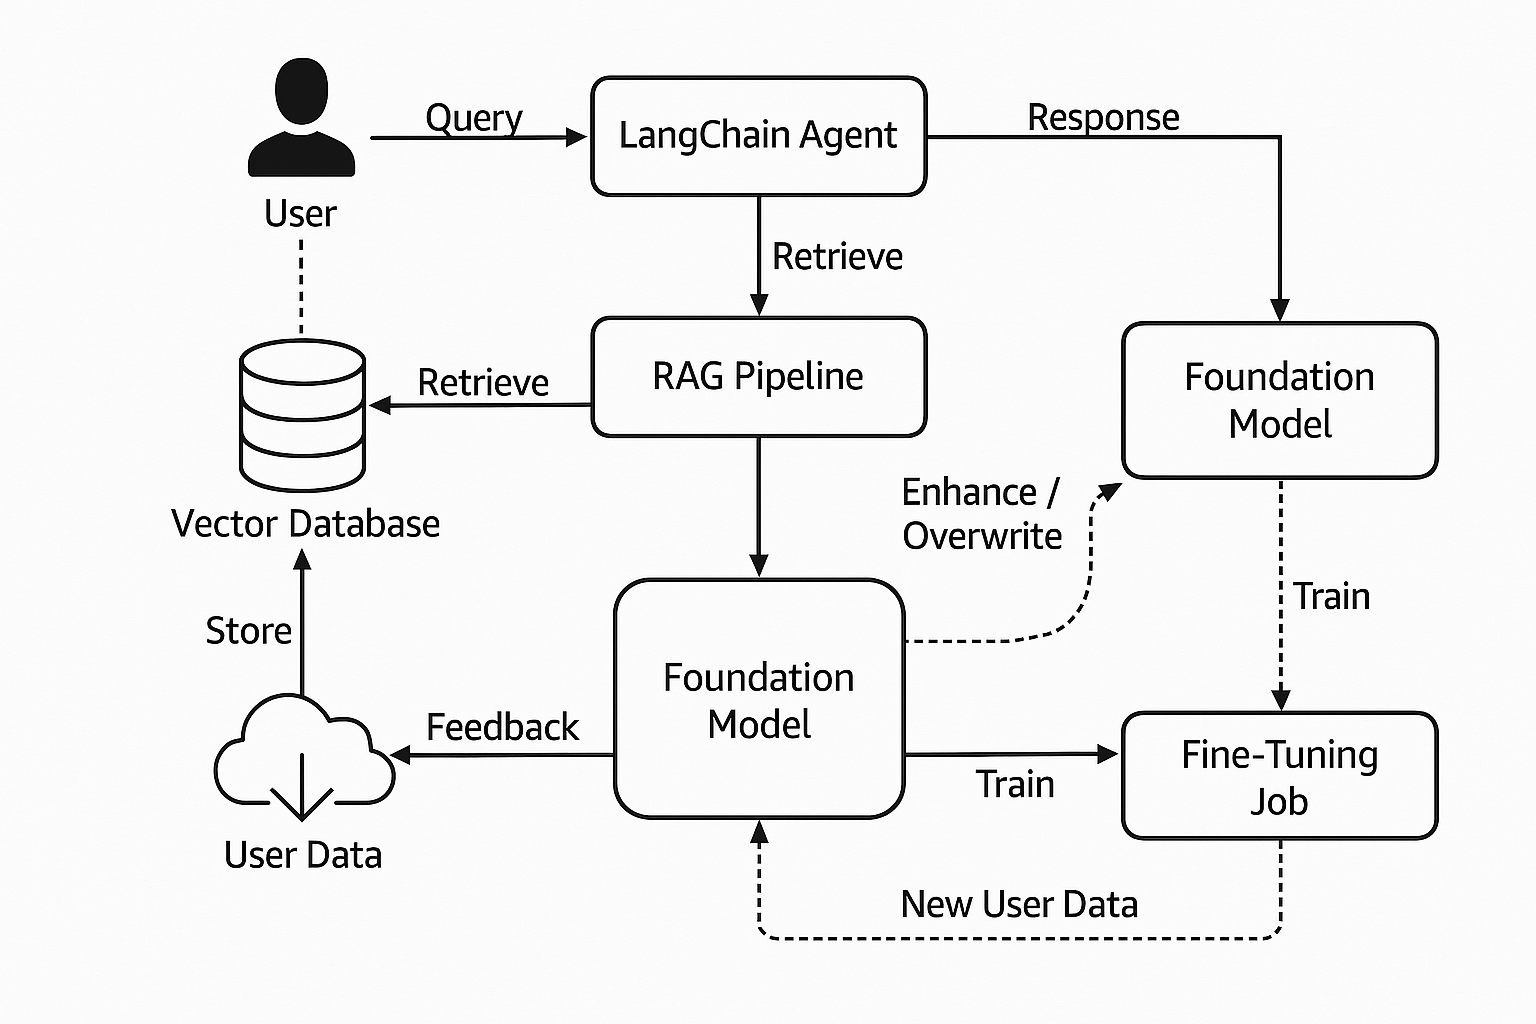 Query
LangChain Agent
Response
User
Retrieve
Retrieve
RAG Pipeline
Foundation
Model
Vector Database
Enhance /
Overwrite
Train
Store
Foundation
Model
Feedback
Train
Fine-Tuning
Job
User Data
New User Data